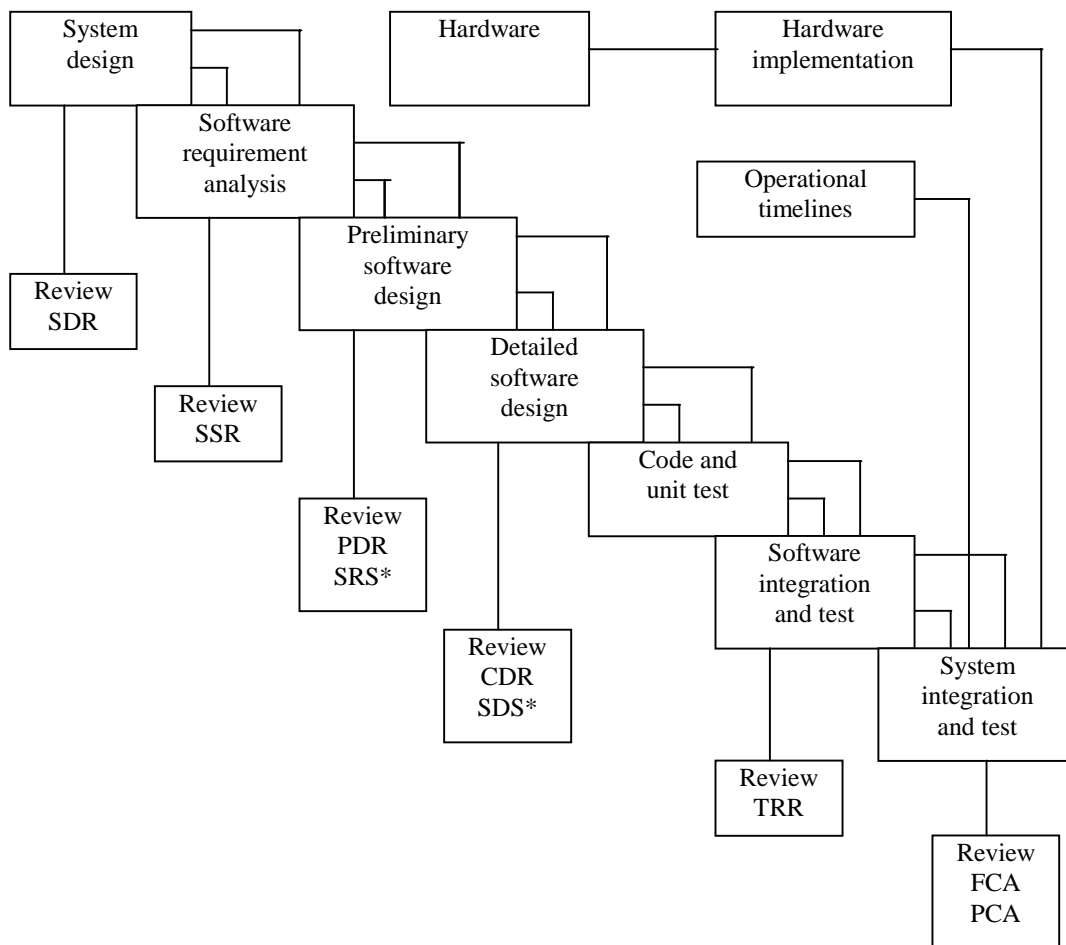 System
design
Hardware
Hardware
implementation
Software
requirement
analysis
Operational
timelines
Preliminary
software
design
Review
SDR
Detailed
software
design
Review
SSR
Code and
unit test
Review
PDR
SRS*
Software
integration
and test
Review
CDR
SDS*
System
integration
and test
Review
TRR
Review
FCA
PCA